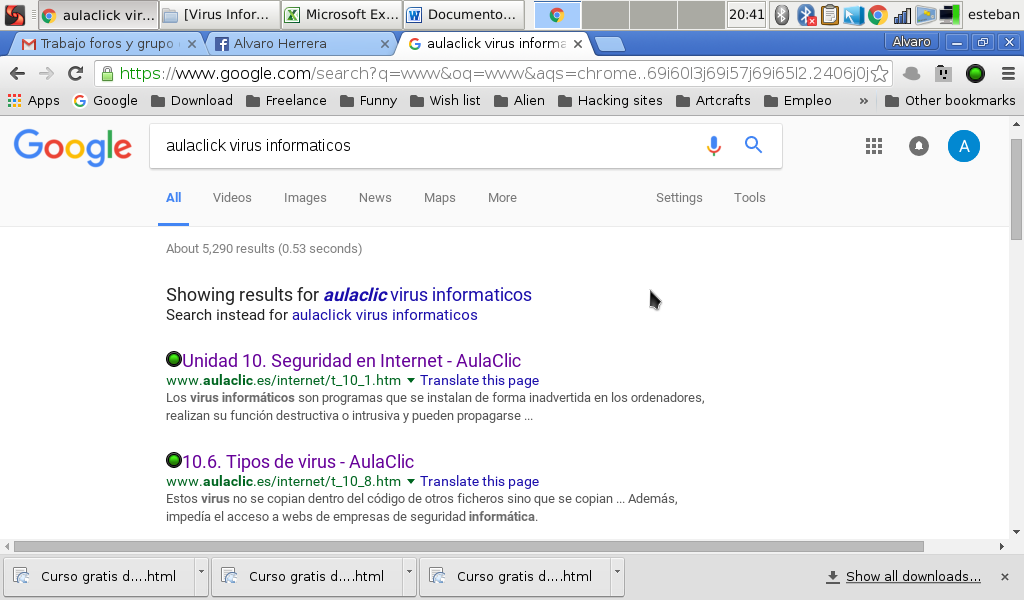 aulaclick vir...
[Virus Infor...
Microsoft Ex...
Documento...
20:41
esteban
Trabajo foros y grupo
Alvaro Herrera
aulaclick virus informa
Alvaro
https://www.google.com/search?q=www&oq=www&aqs=chrome..69i60l3j69i57j69i65l2.2406j0j
Apps
Google
Download
Freelance
Funny
Wish list
Alien
Hacking sites
Artcrafts
Empleo
»
Other bookmarks
Google
aulaclick virus informaticos
A
All
Videos
Images
News
Maps
More
Settings
Tools
About 5,290 results (0.53 seconds)
Showing results for aulaclic virus informaticos
Search instead for aulaclick virus informaticos
Unidad 10. Seguridad en Internet - AulaClic
www.aulaclic.es/internet/t_10_1.htm Translate this page
Los virus informáticos son programas que se instalan de forma inadvertida en los ordenadores,
realizan su función destructiva o intrusiva y pueden propagarse ...
10.6. Tipos de virus - AulaClic
www.aulaclic.es/internet/t_10_8.htm Translate this page
Estos virus no se copian dentro del código de otros ficheros sino que se copian ... Además,
impedía el acceso a webs de empresas de seguridad informática.
Curso gratis d....html
Curso gratis d....html
Curso gratis d....html
Show all downloads...